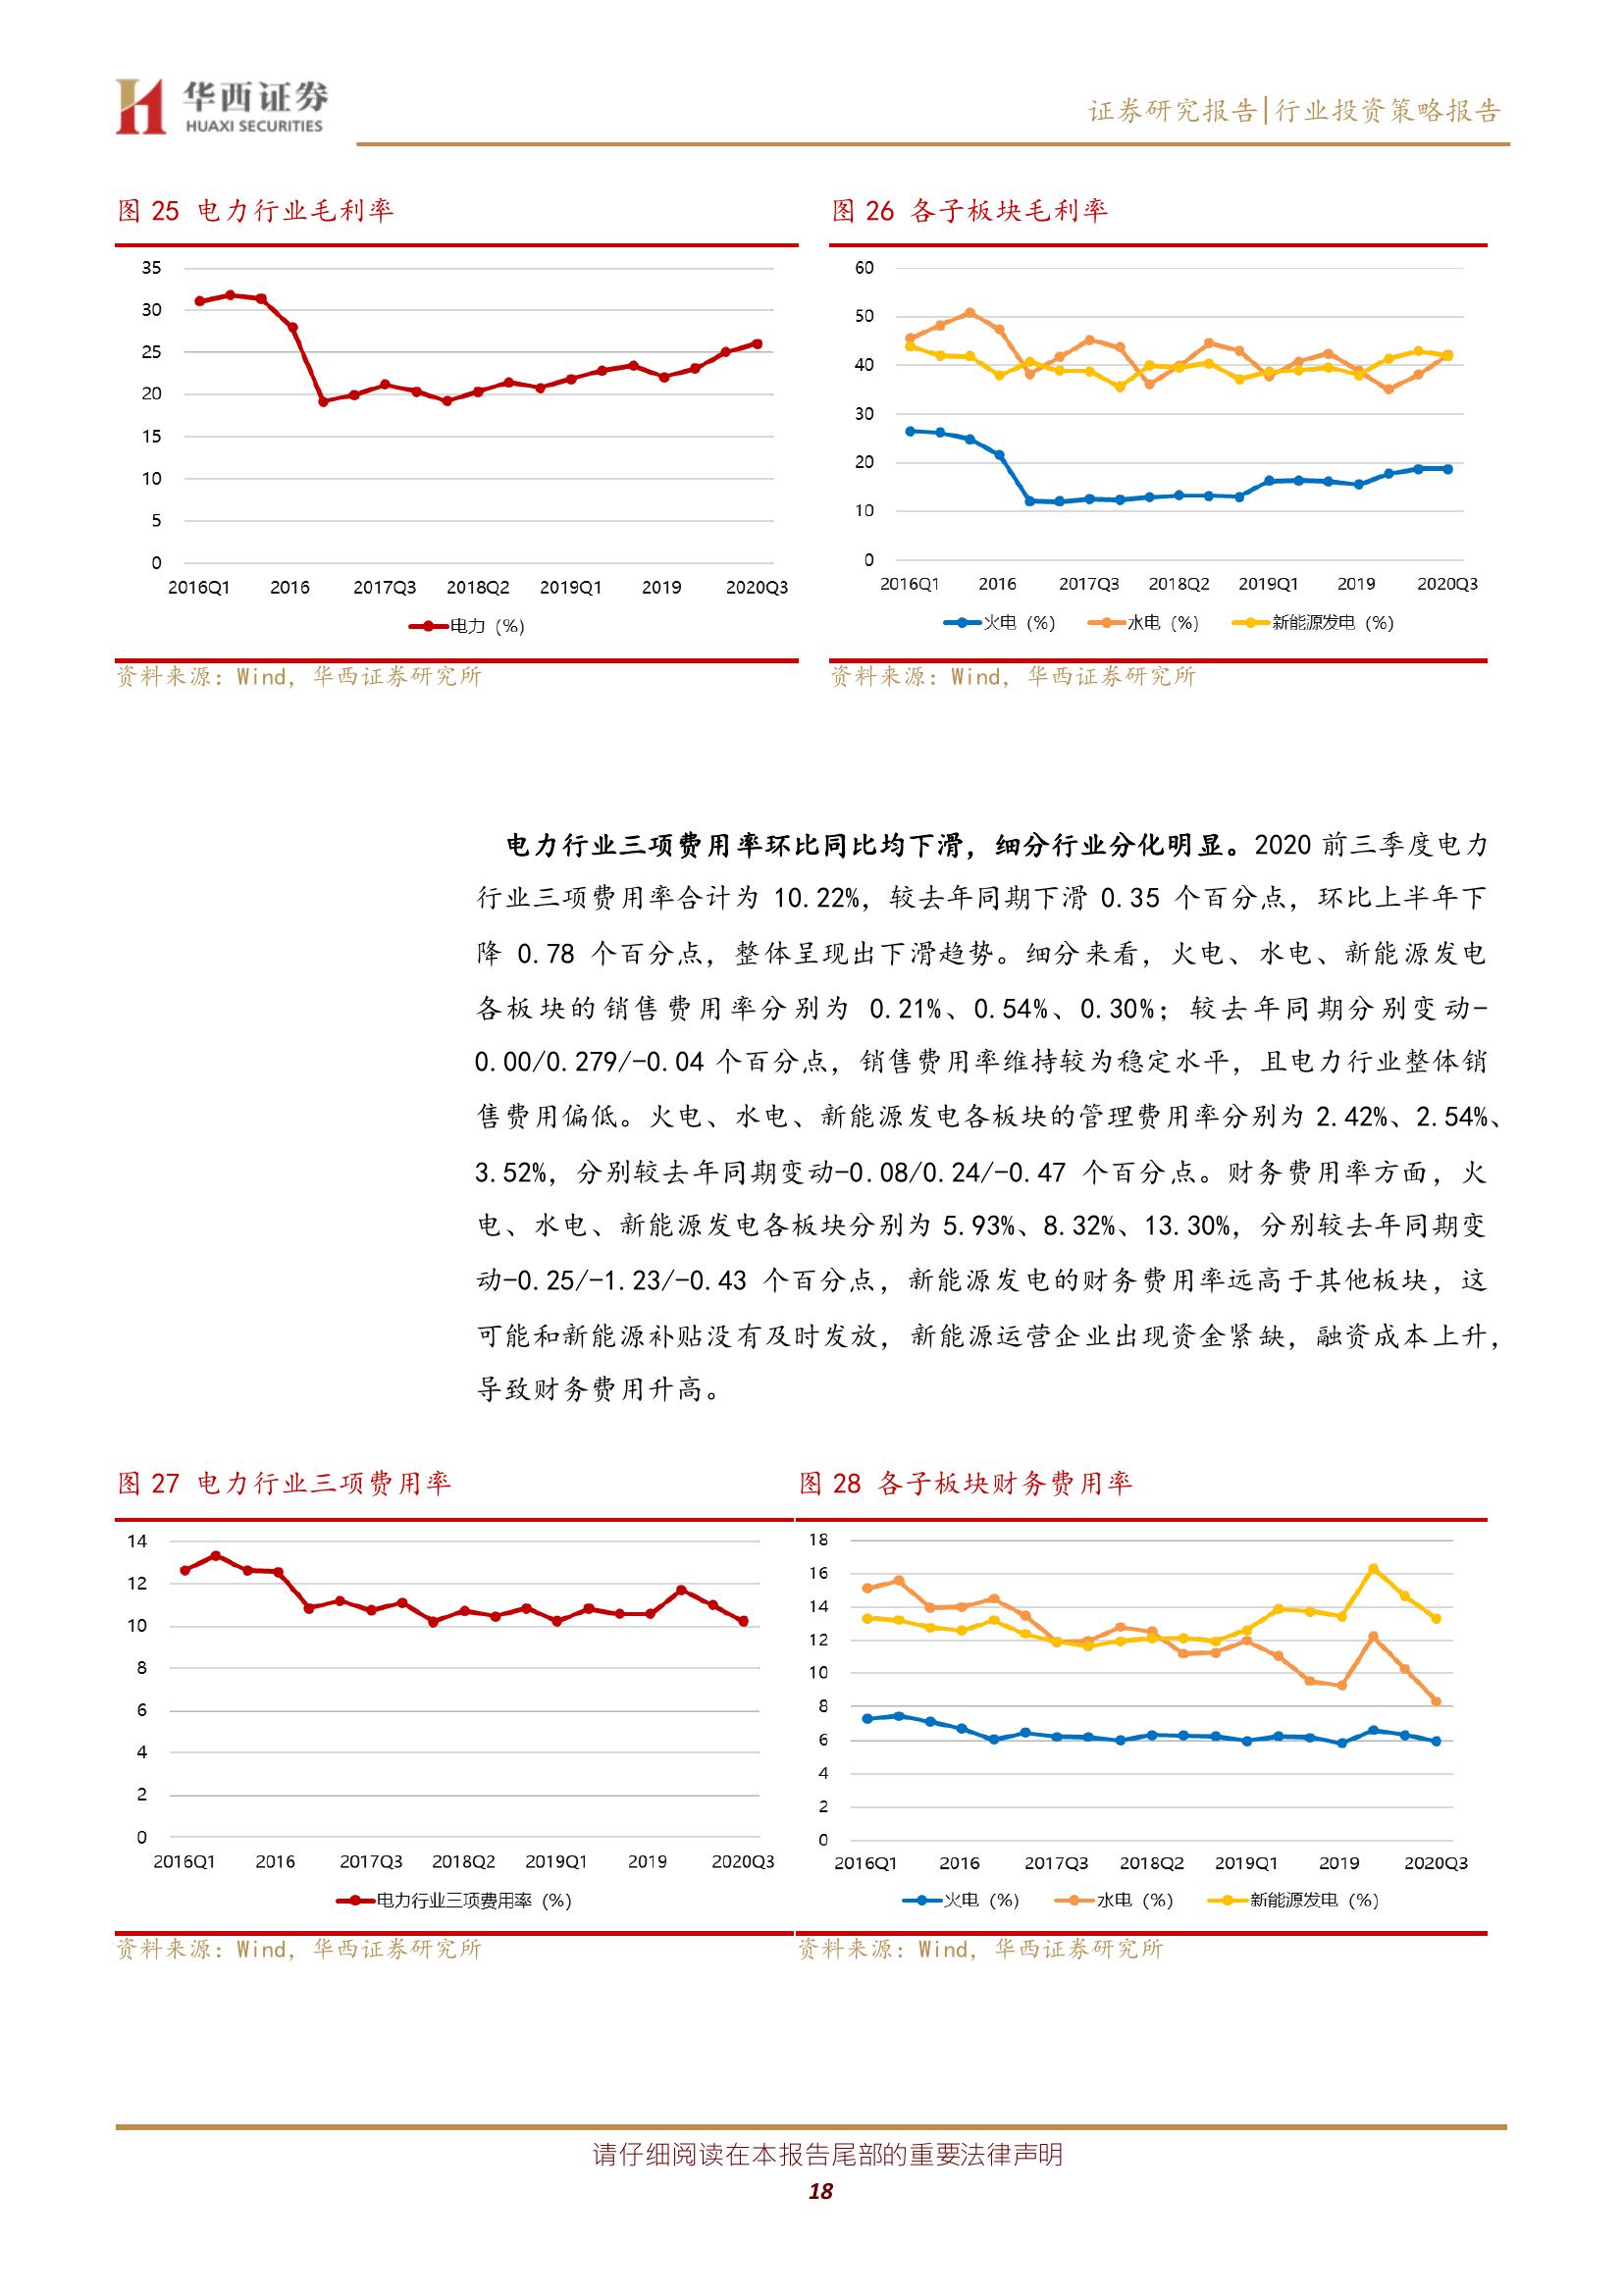 华西证券
HUAXI SECURITIES
证券研究报告|行业投资策略报告
图 25 电力行业毛利率
图 26 各子板块毛利率
35
30
25
20
15
10
5
0
2016Q1 2016 2017Q3 2018Q2 2019Q1 2019 2020Q3
电力（%）
60
50
40
30
20
10
0
2016Q1 2016 2017Q3 2018Q2 2019Q1 2019 2020Q3
火电（%） 水电（%） 新能源发电（%）
资料来源：Wind，华西证券研究所
资料来源：Wind，华西证券研究所
电力行业三项费用率环比同比均下滑，细分行业分化明显。2020 前三季度电力
行业三项费用率合计为 10.22%，较去年同期下滑 0.35 个百分点，环比上半年下
降 0.78 个百分点，整体呈现出下滑趋势。细分来看，火电、水电、新能源发电
各板块的销售费用率分别为 0.21%、0.54%、0.30%；较去年同期分别变动-
0.00/0.279/-0.04 个百分点，销售费用率维持较为稳定水平，且电力行业整体销
售费用偏低。火电、水电、新能源发电各板块的管理费用率分别为 2.42%、2.54%、
3.52%，分别较去年同期变动-0.08/0.24/-0.47 个百分点。财务费用率方面，火
电、水电、新能源发电各板块分别为 5.93%、8.32%、13.30%，分别较去年同期变
动-0.25/-1.23/-0.43 个百分点，新能源发电的财务费用率远高于其他板块，这
可能和新能源补贴没有及时发放，新能源运营企业出现资金紧缺，融资成本上升，
导致财务费用升高。
图 27 电力行业三项费用率
图 28 各子板块财务费用率
14
12
10
8
6
4
2
0
2016Q1 2016 2017Q3 2018Q2 2019Q1 2019 2020Q3
电力行业三项费用率（%）
18
16
14
12
10
8
6
4
2
0
2016Q1 2016 2017Q3 2018Q2 2019Q1 2019 2020Q3
火电（%） 水电（%） 新能源发电（%）
资料来源：Wind，华西证券研究所
资料来源：Wind，华西证券研究所
请仔细阅读在本报告尾部的重要法律声明
18